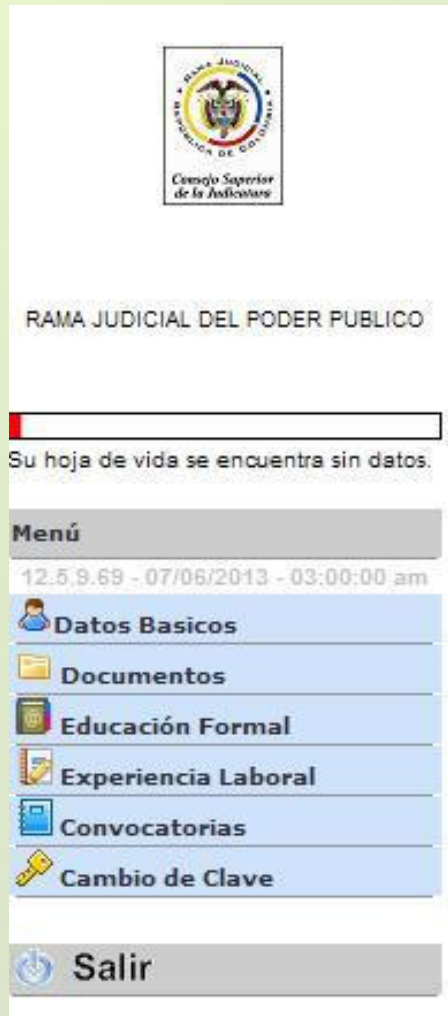 RAMA JUDICIAL
REPUBLICA DE COLOMBIA
Consejo Superior
de la Judicatura
RAMA JUDICIAL DEL PODER PUBLICO
Su hoja de vida se encuentra sin datos.
Menú
12.5.9.69 - 07/06/2013 - 03:00:00 am
Datos Basicos
Documentos
Educación Formal
Experiencia Laboral
Convocatorias
Cambio de Clave
Salir